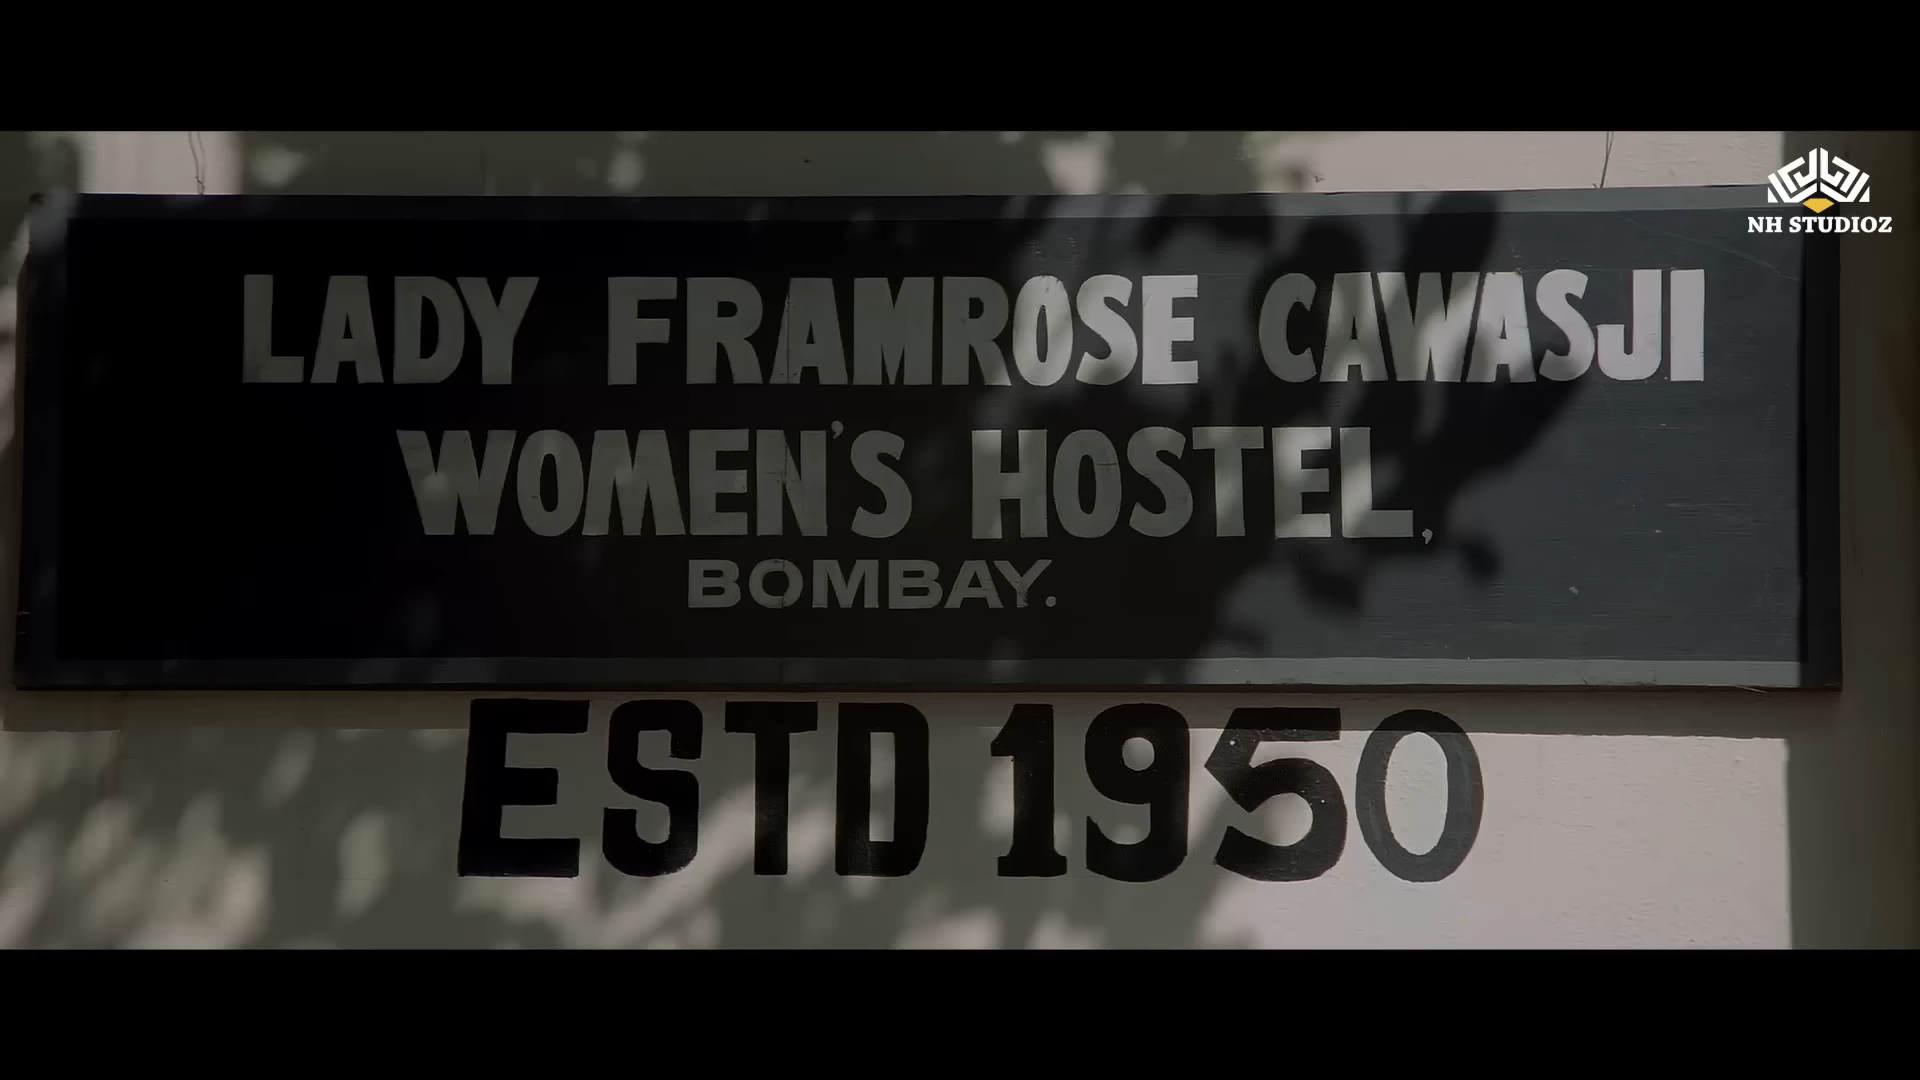 NH STUDIOZ
LADY FRAMROSE CAWASJI
WOMEN'S HOSTEL,
BOMBAY.
ESTD 1950